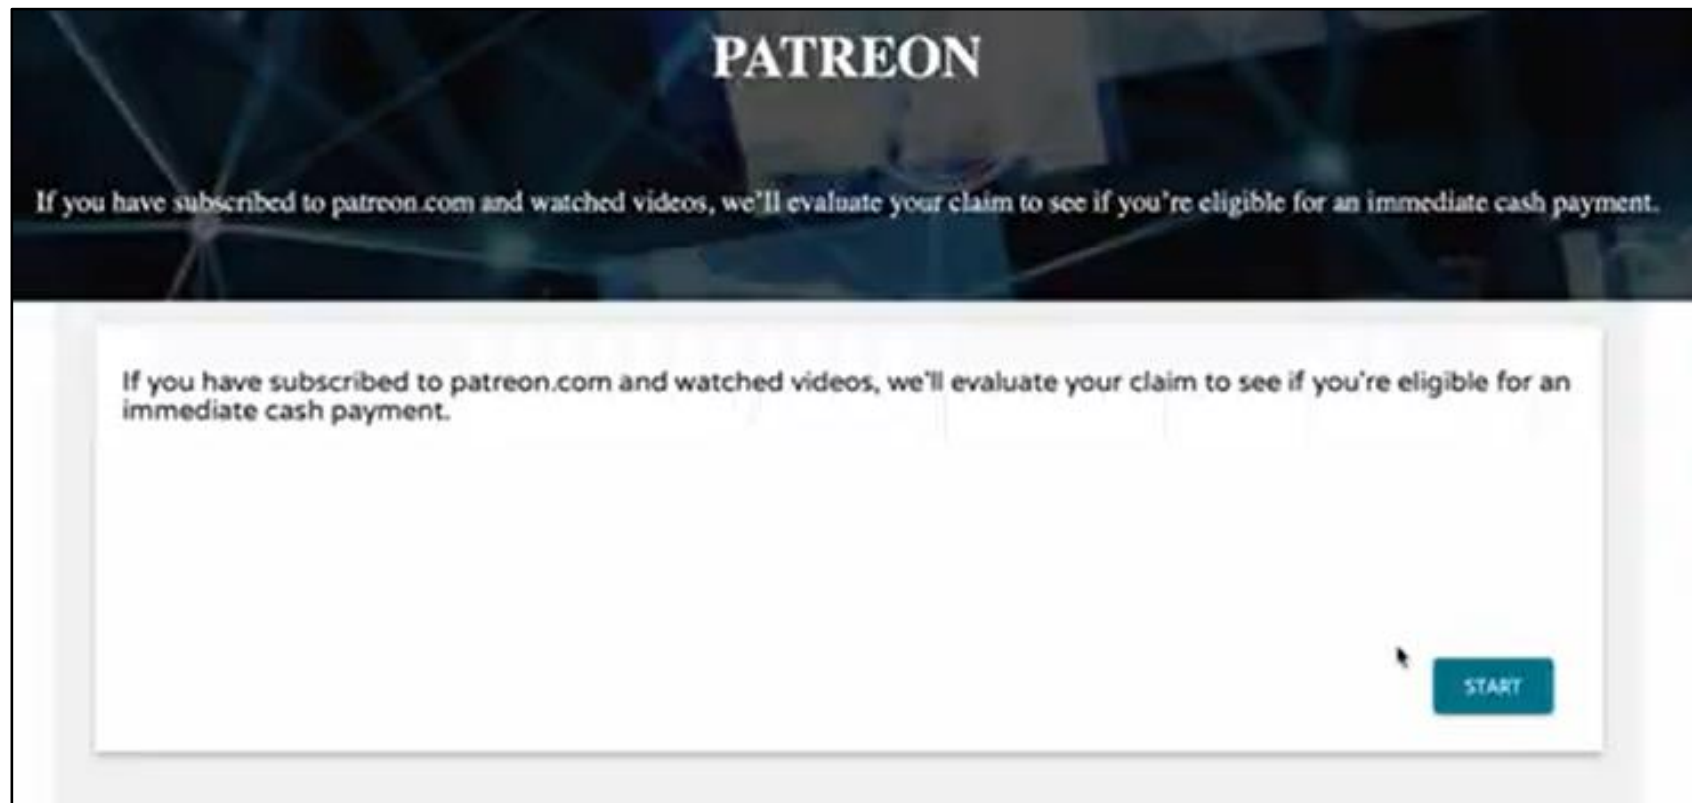 PATREON
If you have subscribed to patreon.com and watched videos, we'll evaluate your claim to see if you're eligible for an immediate cash payment.
If you have subscribed to patreon.com and watched videos, we'll evaluate your claim to see if you're eligible for an
immediate cash payment.
START